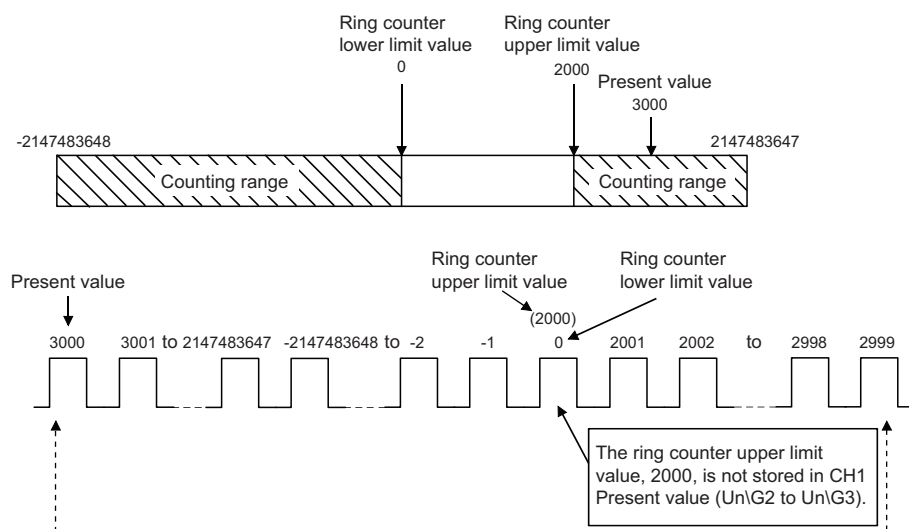 Ring counter
lower limit value
0
Ring counter
upper limit value
2000
Present value
3000
-2147483648
2147483647
Counting range
Counting range
Ring counter
upper limit value
(2000)
Ring counter
lower limit value
Present value
3000 3001 to 2147483647 -2147483648 to -2 -1 0 2001 2002 to 2998 2999
The ring counter upper limit
value, 2000, is not stored in CH1
Present value (Un\G2 to Un\G3).